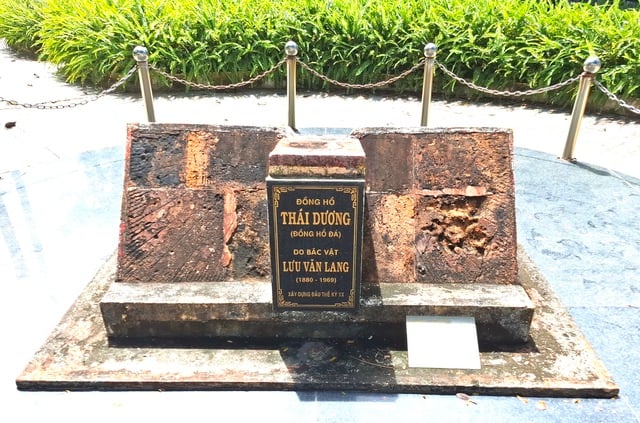 ĐỒNG HỒ
THÁI DƯƠNG
(ĐỒNG HỒ ĐÁ)
DO BÁC VẬT
LƯU VĂN LANG
(1880 - 1969)
XÂY DỰNG ĐẦU THẾ KỶ 1X